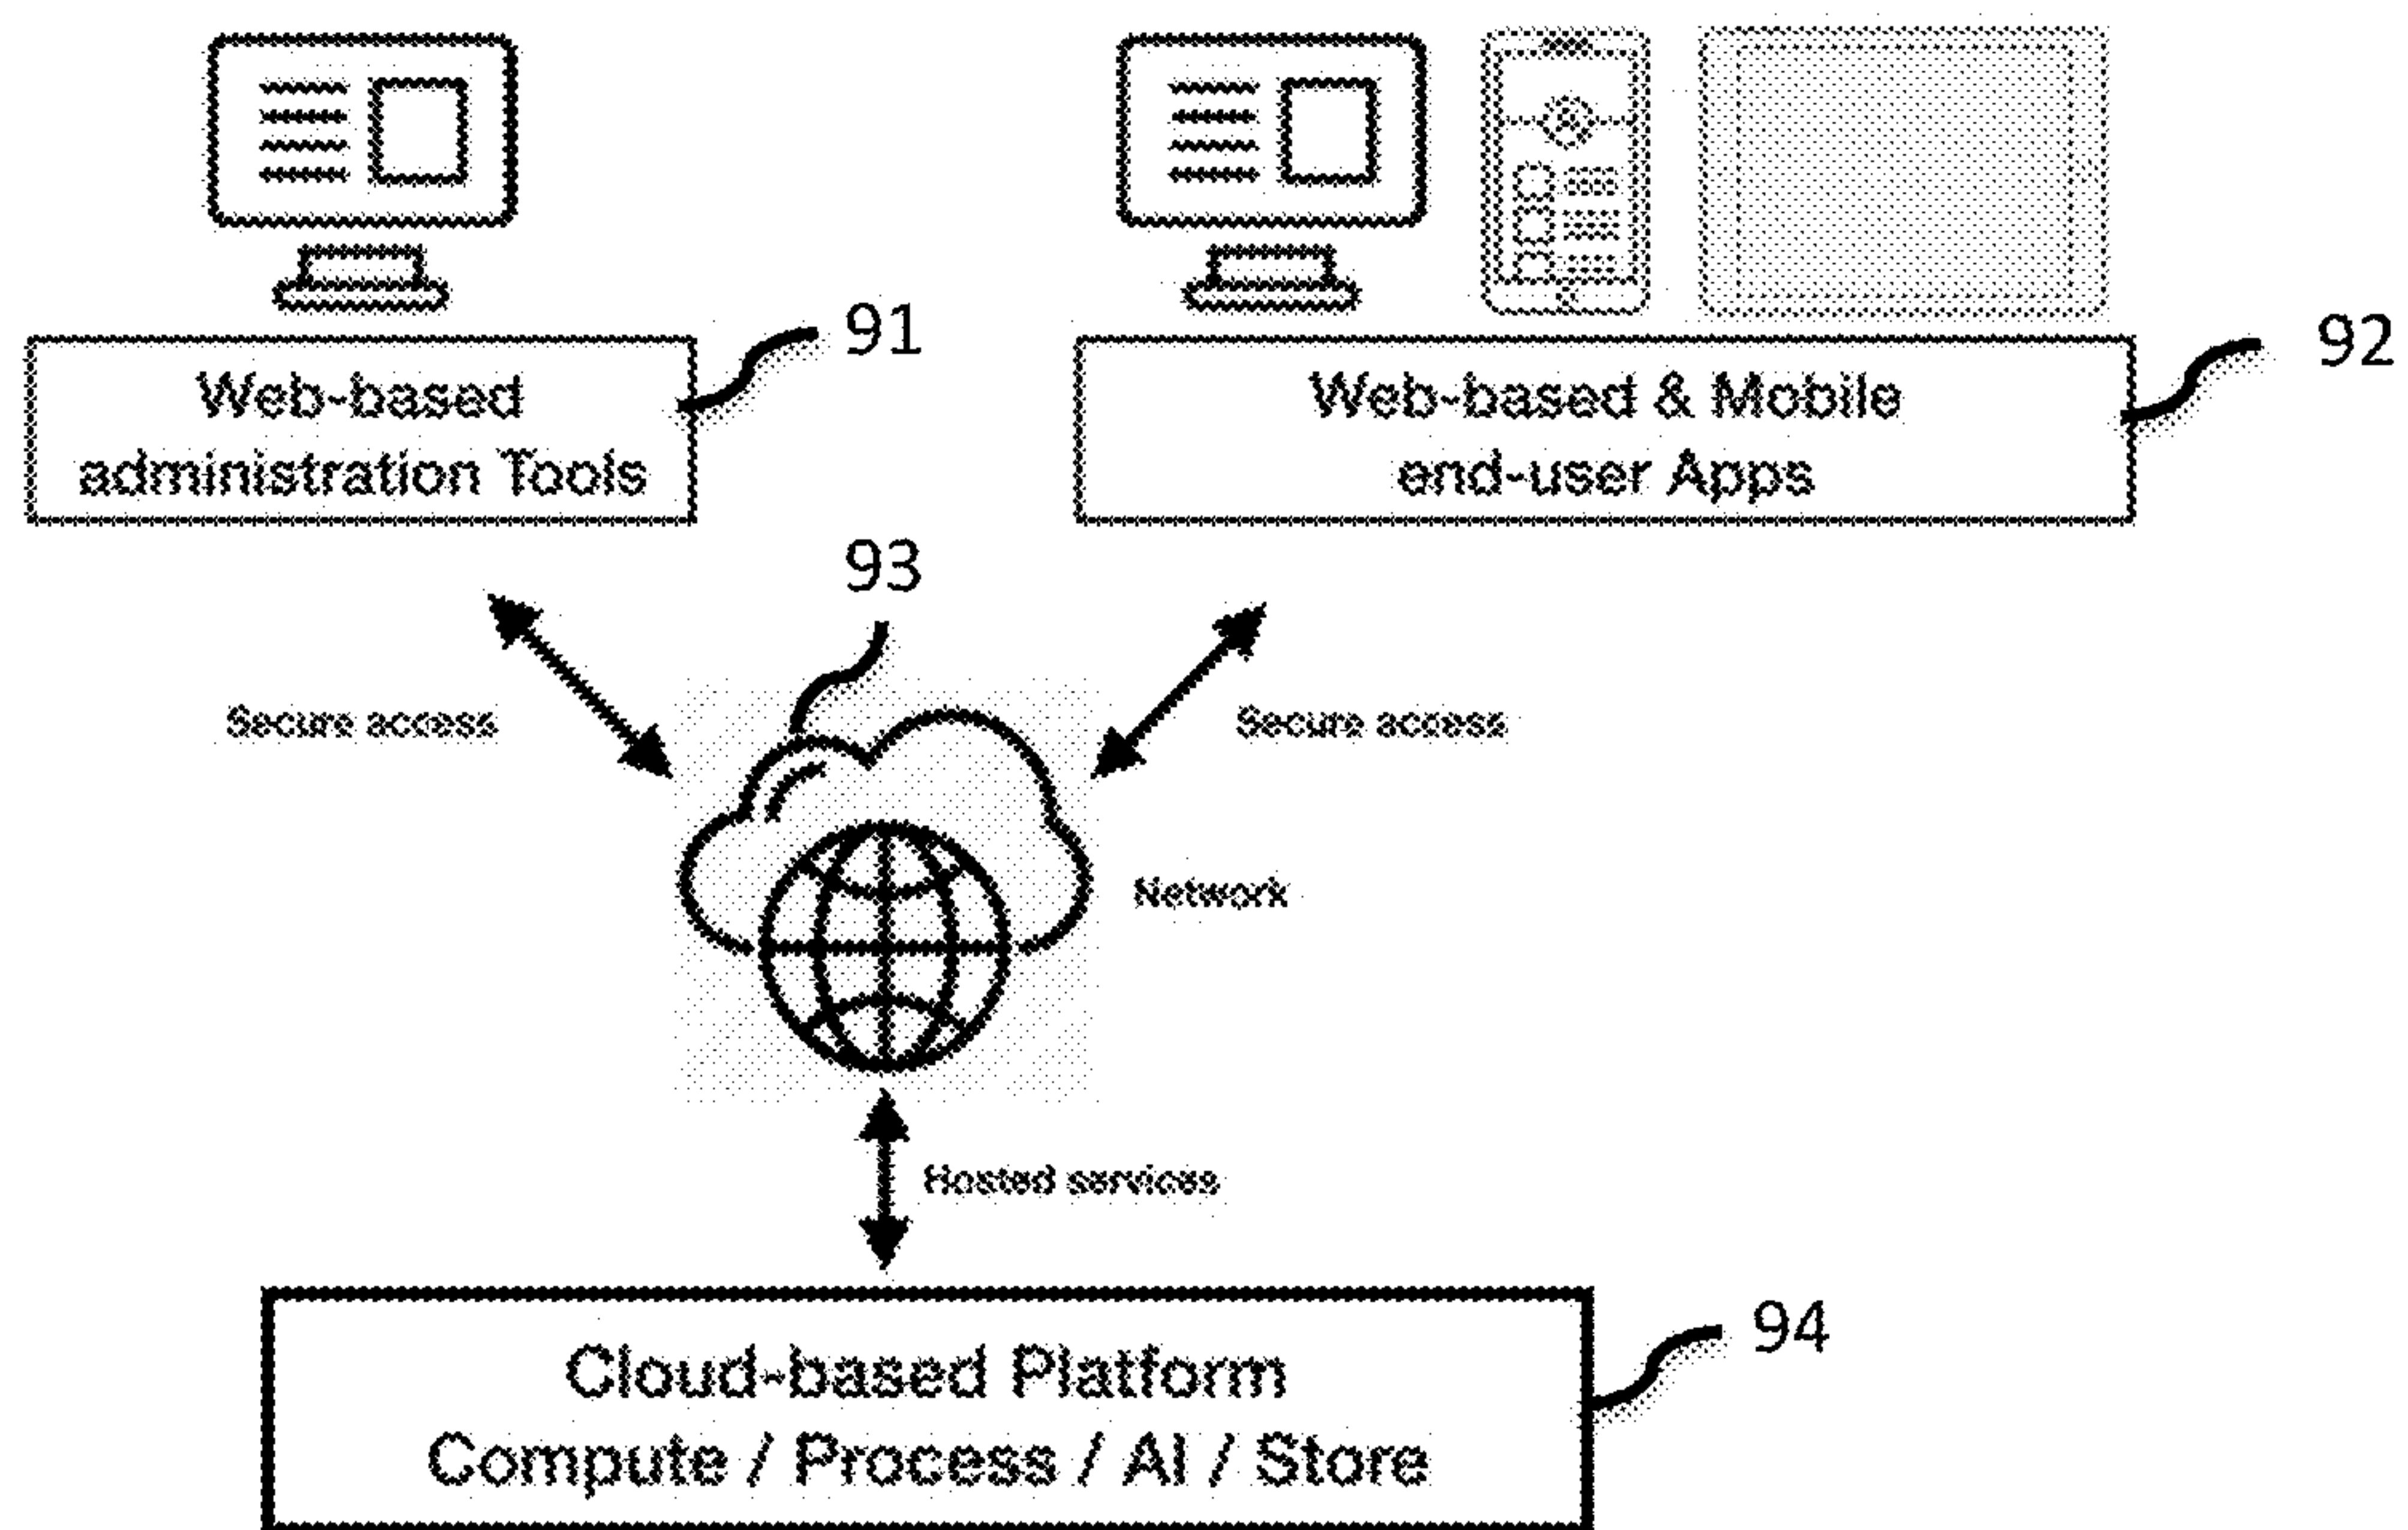 91
92
Web-based
administration Tools
Web-based & Mobile
end-user Apps
93
Secure access
Secure access
Network
Hosted services
94
Cloud-based Platform
Compute / Process / AI / Store